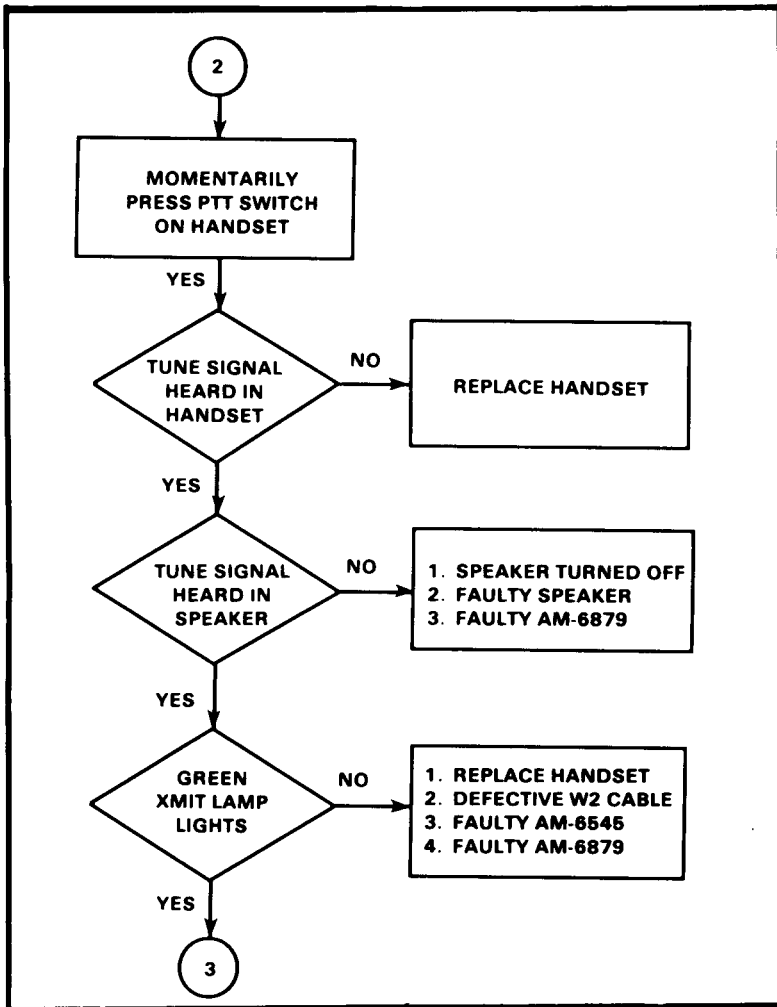 2
MOMENTARILY
PRESS PTT SWITCH
ON HANDSET
YES
TUNE SIGNAL
HEARD IN
HANDSET
NO
REPLACE HANDSET
YES
TUNE SIGNAL
HEARD IN
SPEAKER
NO
1. SPEAKER TURNED OFF
2. FAULTY SPEAKER
3. FAULTY AM-6879
YES
GREEN
XMIT LAMP
LIGHTS
NO
1. REPLACE HANDSET
2. DEFECTIVE W2 CABLE
3. FAULTY AM-6545
4. FAULTY AM-6879
YES
3